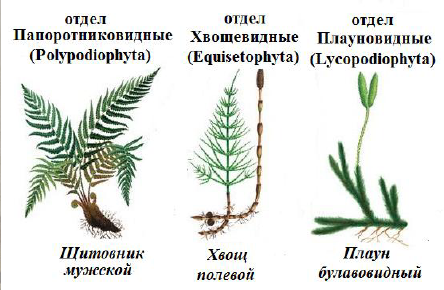 отдел
Папоротниковидные
(Polypodiophyta)
отдел
Хвощевидные
(Equisetophyta)
отдел
Плауновидные
(Lycopodiophyta)
Щитовник
мужской
Хвощ
полевой
Плаун
булавовидный